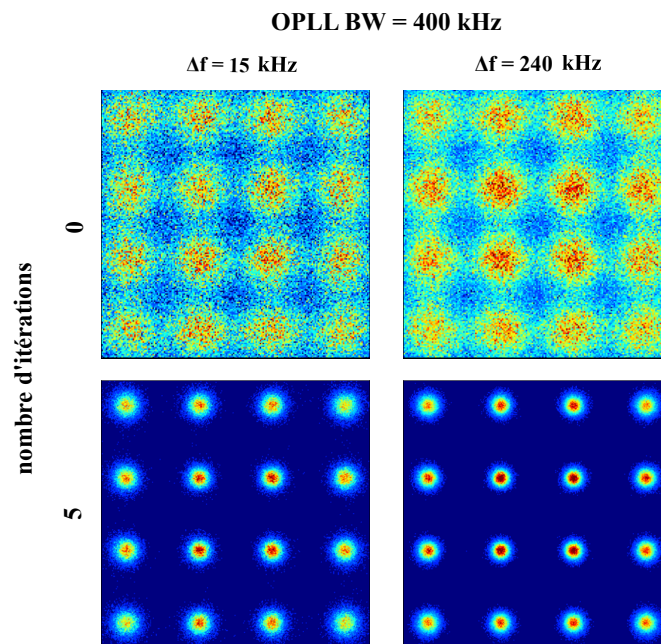 OPLL BW = 400 kHz
Δf = 15 kHz
Δf = 240 kHz
nombre d'itérations
0
5